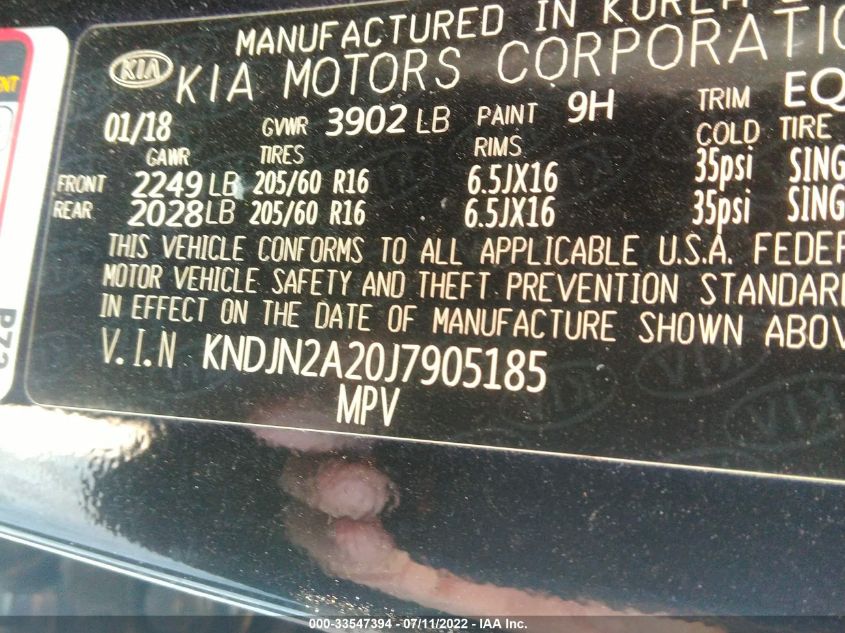 MANUFACTURED IN KOREA
KIA KIA MOTORS CORPORATIO
01/18 GVWR 3902 LB PAINT 9H TRIM EQ
GAWR TIRES RIMS COLD TIRE
FRONT 2249 LB 205/60 R16 6.5JX16 35psi SING
REAR 2028 LB 205/60 R16 6.5JX16 35psi SING
THIS VEHICLE CONFORMS TO ALL APPLICABLE U.S.A. FEDER
MOTOR VEHICLE SAFETY AND THEFT PREVENTION STANDAR
IN EFFECT ON THE DATE OF MANUFACTURE SHOWN ABOV
V.I.N KNDJN2A20J7905185
MPV
000-33547394 - 07/11/2022 - IAA Inc.